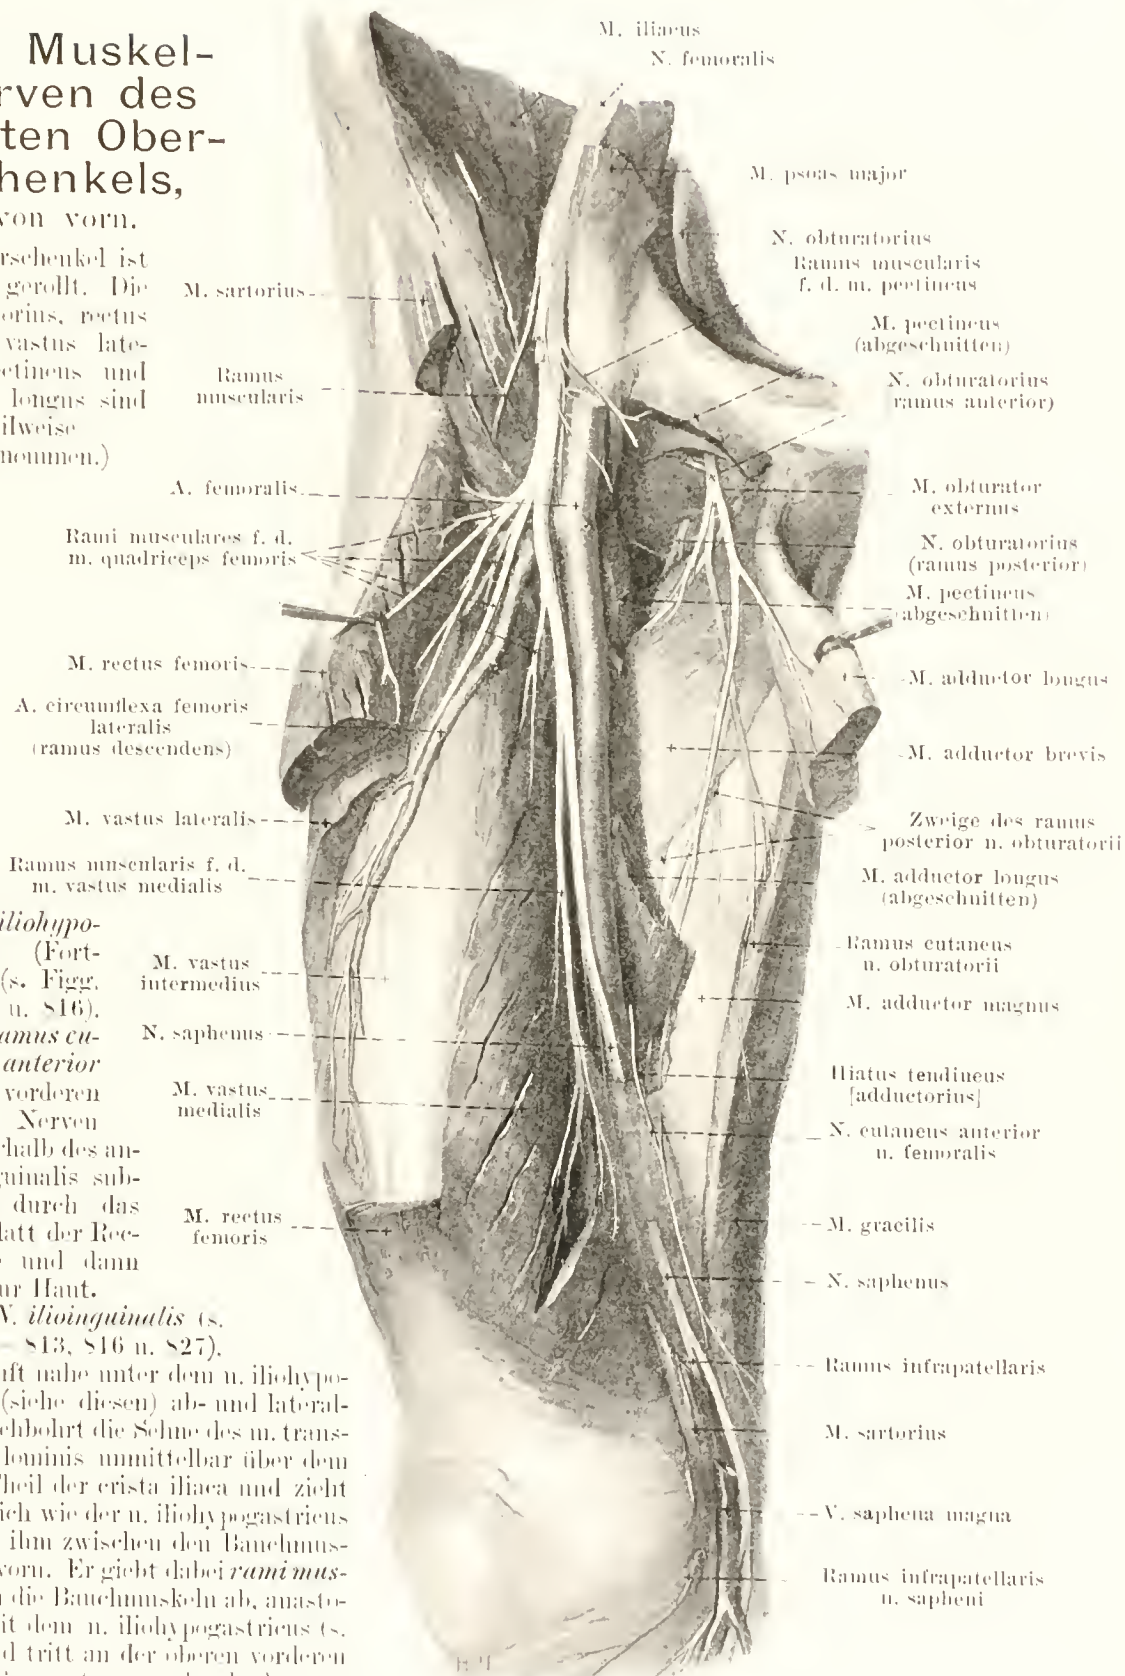 Muskel-
rven des
ten Ober-
henkels,
von vorn.
rschenkel ist
gerollt. Die
orius, rectus
vastus late-
ctineus und
longus sind
ilweise
nommen.)
M. iliacus
N. femoralis
M. psoas major
N. obturatorius
Ramus muscularis
f. d. m. pectineus
M. pectineus
(abgeschnitten)
N. obturatorius
ramus anterior)
M. obturator
externus
N. obturatorius
(ramus posterior)
M. pectineus
(abgeschnitten)
M. adductor longus
M. adductor brevis
Zweige des ramus
posterior n. obturatorii
M. adductor longus
(abgeschnitten)
Ramus cutaneus
n. obturatorii
M. adductor magnus
Hiatus tendineus
[adductorius]
N. cutaneus anterior
n. femoralis
M. gracilis
N. saphenus
Ramus infrapatellaris
M. sartorius
V. saphena magna
Ramus infrapatellaris
n. sapheni
M. sartorius
Ramus
muscularis
A. femoralis
Rami musculares f. d.
m. quadriceps femoris
M. rectus femoris
A. circumflexa femoris
lateralis
(ramus descendens)
M. vastus lateralis
Ramus muscularis f. d.
m. vastus medialis
M. vastus
intermedius
N. saphenus
M. vastus
medialis
M. rectus
femoris
iliohypo-
(Fort-
(s. Figg.
u. 816).
amus cu-
anterior
vorderen
Nerven
rhalb des an-
guinalis sub-
durch das
latt der Rec-
und dann
ur Haut.
N. ilioinguinalis (s.
813, 816 u. 827).
uft nahe unter dem n. iliohypo-
(siehe diesen) ab- und lateral-
chbohrt die Sehne des m. trans-
dominis unmittelbar über dem
Theil der crista iliaca und zieht
ich wie der n. iliohypogastricus
ihm zwischen den Bauchmus-
vorn. Er giebt dabei rami mus-
die Bauchmuskeln ab, anasto-
it dem n. iliohypogastricus (s.
d tritt an der oberen vorderen